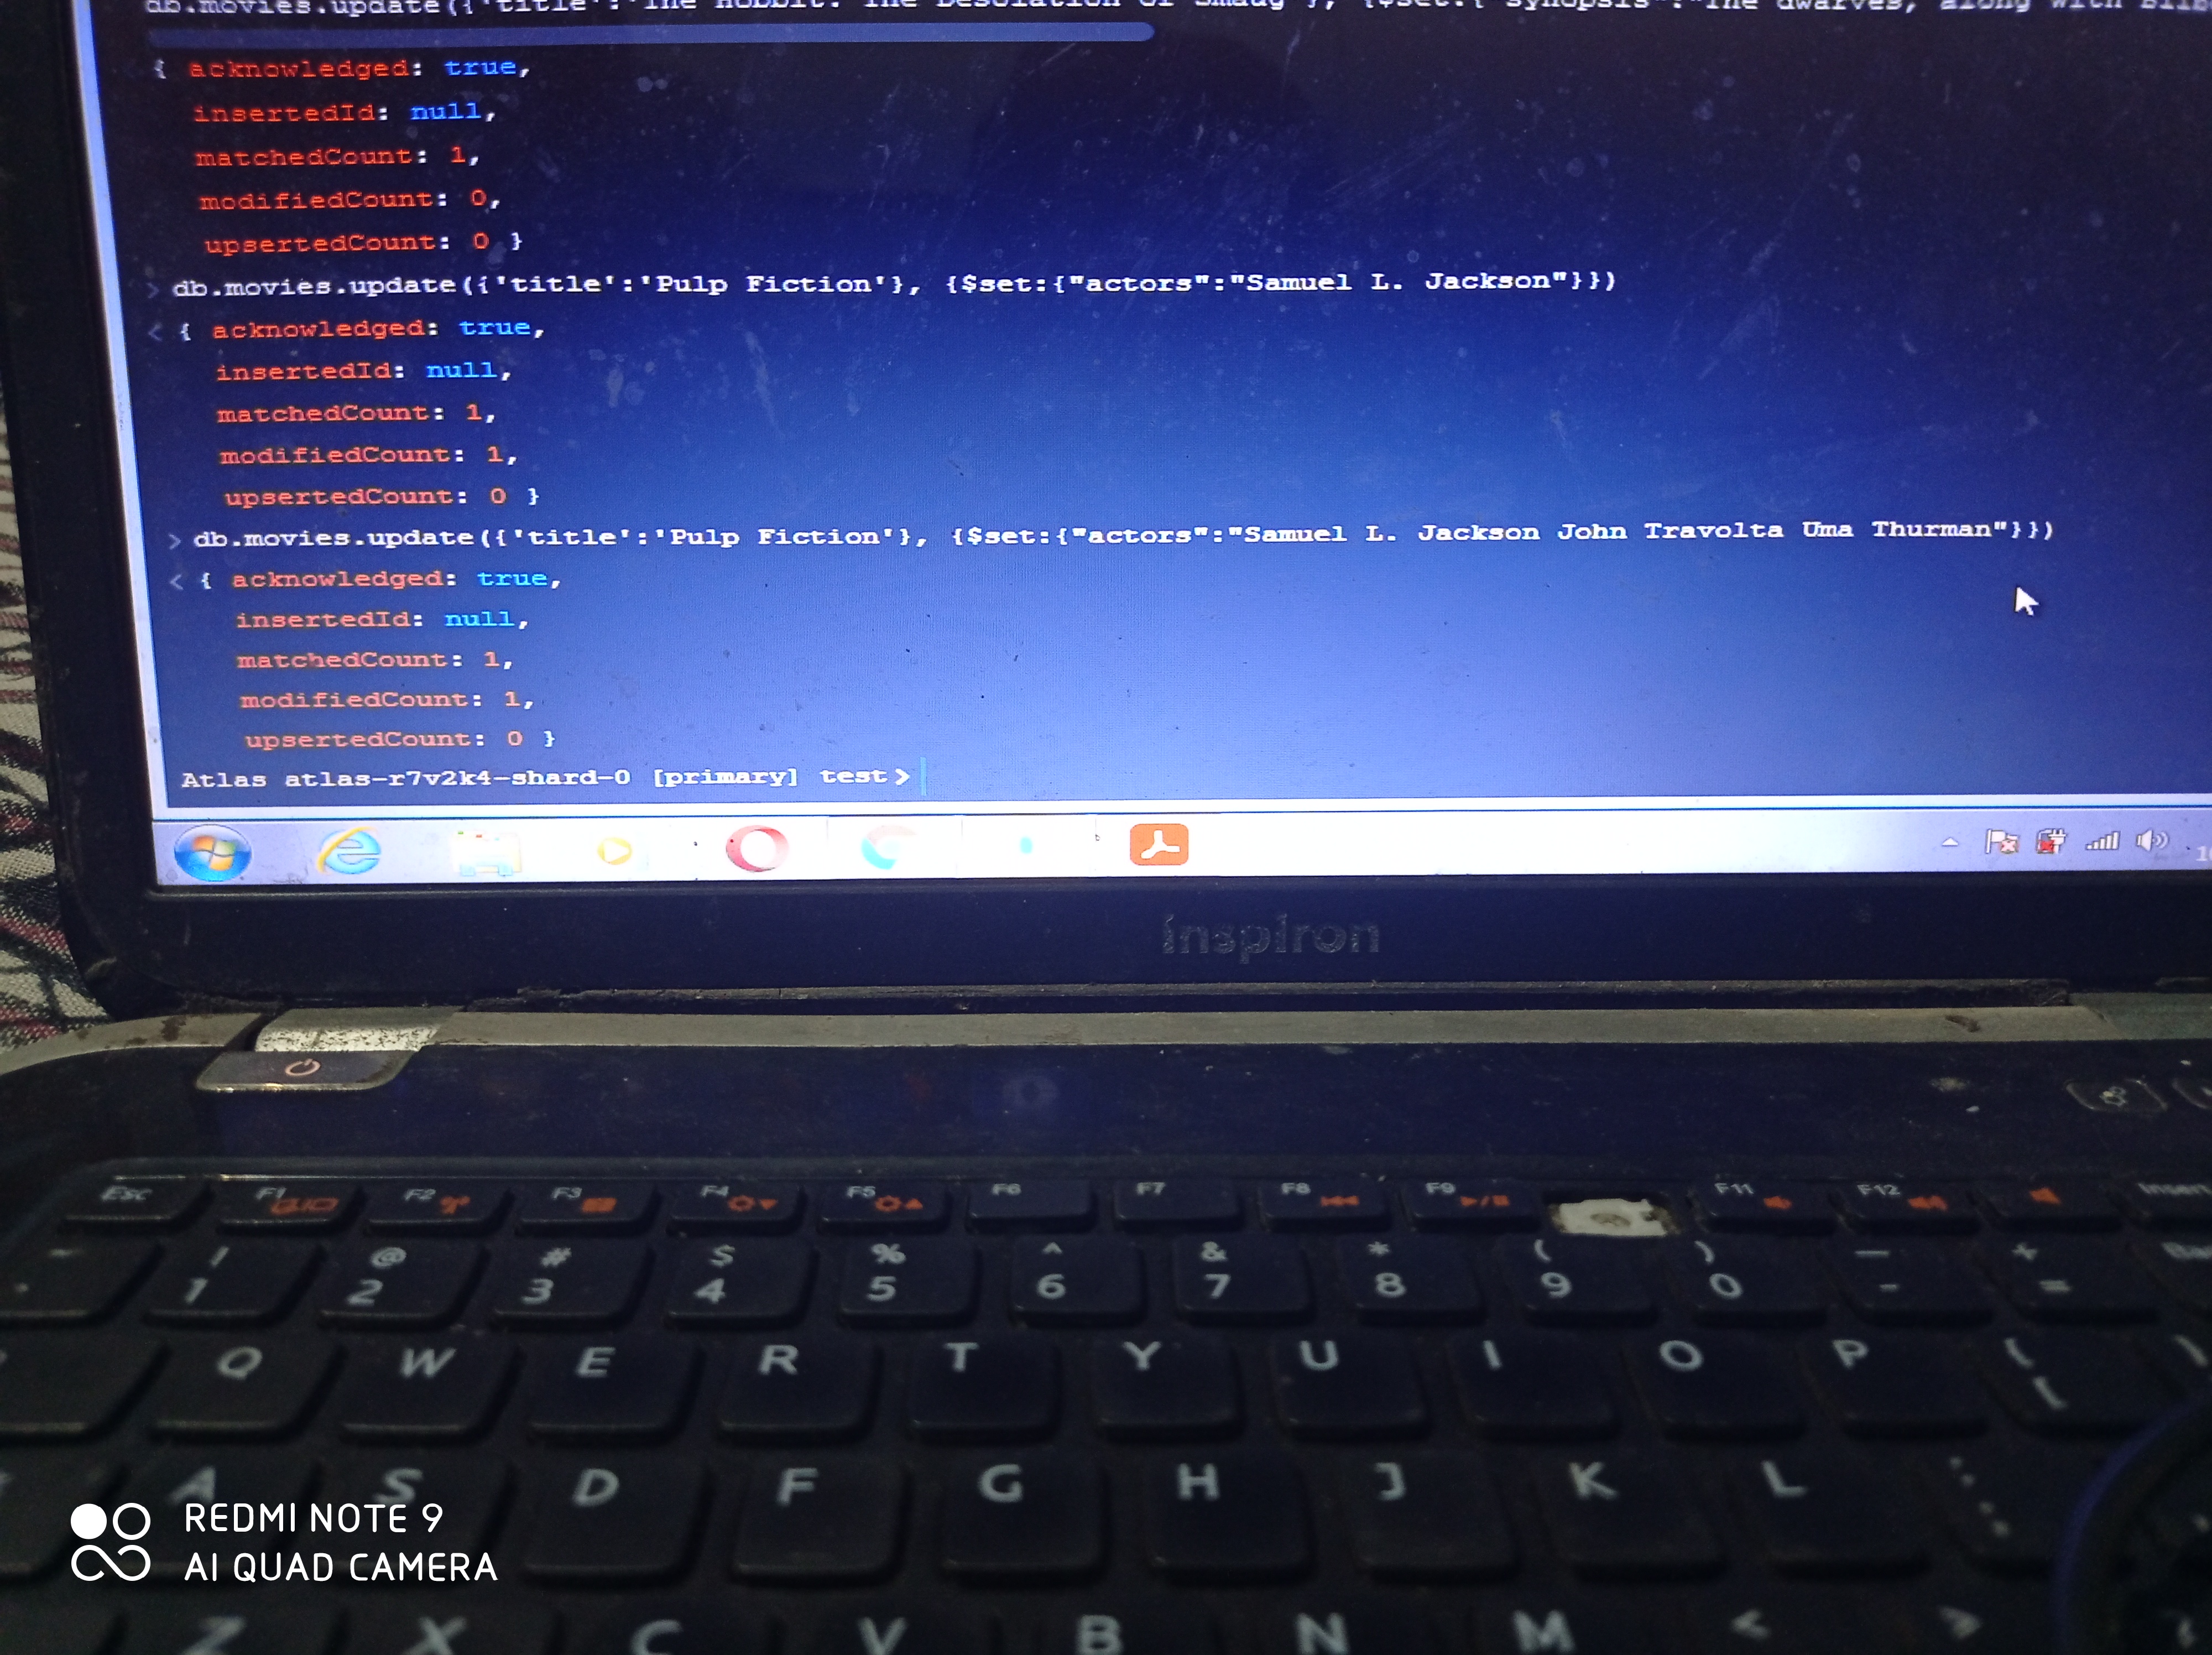 db.movies.update({'title':'The Hobbit: The Desolation of Smaug'}, {$set:{"synopsis":"The dwarves, along with
{ acknowledged: true,
insertedId: null,
matchedCount: 1,
modifiedCount: 0,
upsertedCount: 0 }
> db.movies.update({'title':'Pulp Fiction'}, {$set:{"actors":"Samuel L. Jackson"}})
< { acknowledged: true,
insertedId: null,
matchedCount: 1,
modifiedCount: 1,
upsertedCount: 0 }
> db.movies.update({'title':'Pulp Fiction'}, {$set:{"actors":"Samuel L. Jackson John Travolta Uma Thurman"}})
< { acknowledged: true,
insertedId: null,
matchedCount: 1,
modifiedCount: 1,
upsertedCount: 0 }
Atlas atlas-r7v2k4-shard-0 [primary] test>
inspiron
Esc F1 F2 F3 F4 F5 F6 F7 F8 F9 F11 F12 Insert
~ ! @ # $ % ^ & * ( ) — +
1 2 3 4 5 6 7 8 9 0 - =
Q W E R T Y U I O P { [
A S D F G H J K L : ;
Z X C V B N M < >
REDMI NOTE 9
AI QUAD CAMERA